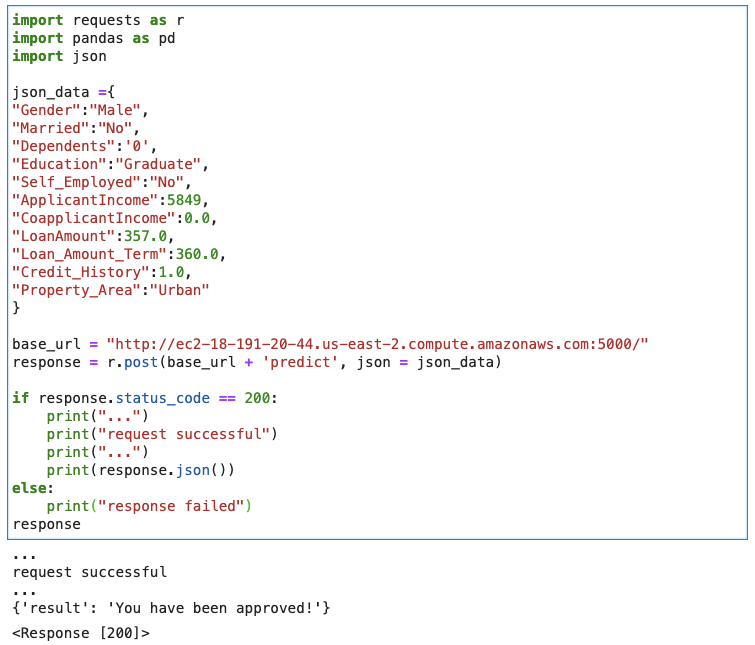 import requests as r
import pandas as pd
import json
json_data ={
"Gender":"Male",
"Married":"No",
"Dependents":'0',
"Education":"Graduate",
"Self_Employed":"No",
"ApplicantIncome":5849,
"CoapplicantIncome":0.0,
"LoanAmount":357.0,
"Loan_Amount_Term":360.0,
"Credit_History":1.0,
"Property_Area":"Urban"
}
base_url = "http://ec2-18-191-20-44.us-east-2.compute.amazonaws.com:5000/"
response = r.post(base_url + 'predict', json = json_data)
if response.status_code == 200:
    print("...")
    print("request successful")
    print("...")
    print(response.json())
else:
    print("response failed")
response
...
request successful
...
{'result': 'You have been approved!'}
<Response [200]>